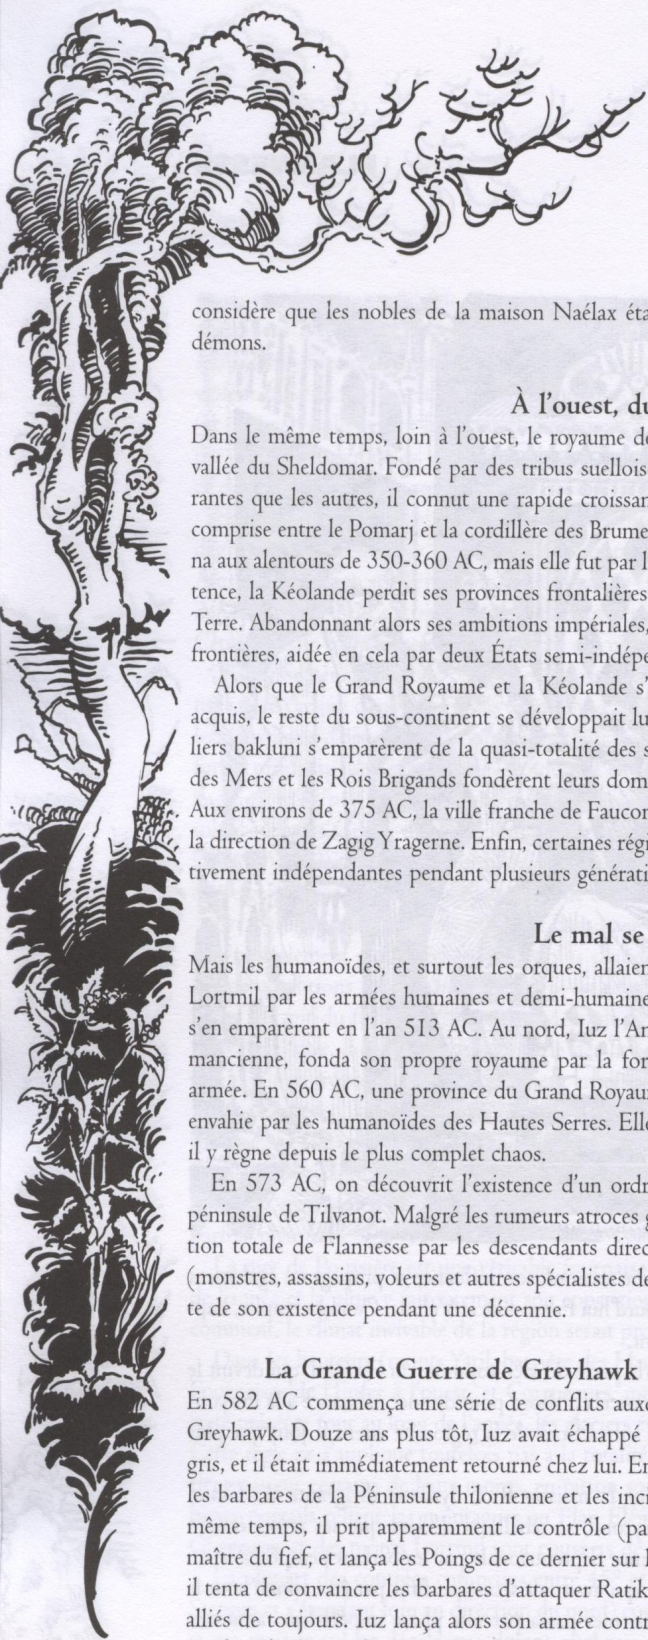 considère que les nobles de la maison Naélax éta
démons.
À l'ouest, du
Dans le même temps, loin à l'ouest, le royaume de
vallée du Sheldomar. Fondé par des tribus suellois
rantes que les autres, il connut une rapide croissan
comprise entre le Pomarj et la cordillère des Brume
na aux alentours de 350-360 AC, mais elle fut par l
tence, la Kéolande perdit ses provinces frontalières
Terre. Abandonnant alors ses ambitions impériales,
frontières, aidée en cela par deux États semi-indépe
Alors que le Grand Royaume et la Kéolande s'
acquis, le reste du sous-continent se développait lu
liers bakluni s'emparèrent de la quasi-totalité des s
des Mers et les Rois Brigands fondèrent leurs dom
Aux environs de 375 AC, la ville franche de Faucon
la direction de Zagig Yragerne. Enfin, certaines régi
tivement indépendantes pendant plusieurs générati
Le mal se
Mais les humanoïdes, et surtout les orques, allaien
Lortmil par les armées humaines et demi-humaine
s'en emparèrent en l'an 513 AC. Au nord, Iuz l'An
mancienne, fonda son propre royaume par la for
armée. En 560 AC, une province du Grand Royau
envahie par les humanoïdes des Hautes Serres. Elle
il y règne depuis le plus complet chaos.
En 573 AC, on découvrit l'existence d'un ordr
péninsule de Tilvanot. Malgré les rumeurs atroces g
tion totale de Flannesse par les descendants direc
(monstres, assassins, voleurs et autres spécialistes de
te de son existence pendant une décennie.
La Grande Guerre de Greyhawk
En 582 AC commença une série de conflits auxq
Greyhawk. Douze ans plus tôt, Iuz avait échappé
gris, et il était immédiatement retourné chez lui. En
les barbares de la Péninsule thilonienne et les inci
même temps, il prit apparemment le contrôle (pa
maître du fief, et lança les Poings de ce dernier sur l
il tenta de convaincre les barbares d'attaquer Ratik
alliés de toujours. Iuz lança alors son armée contr